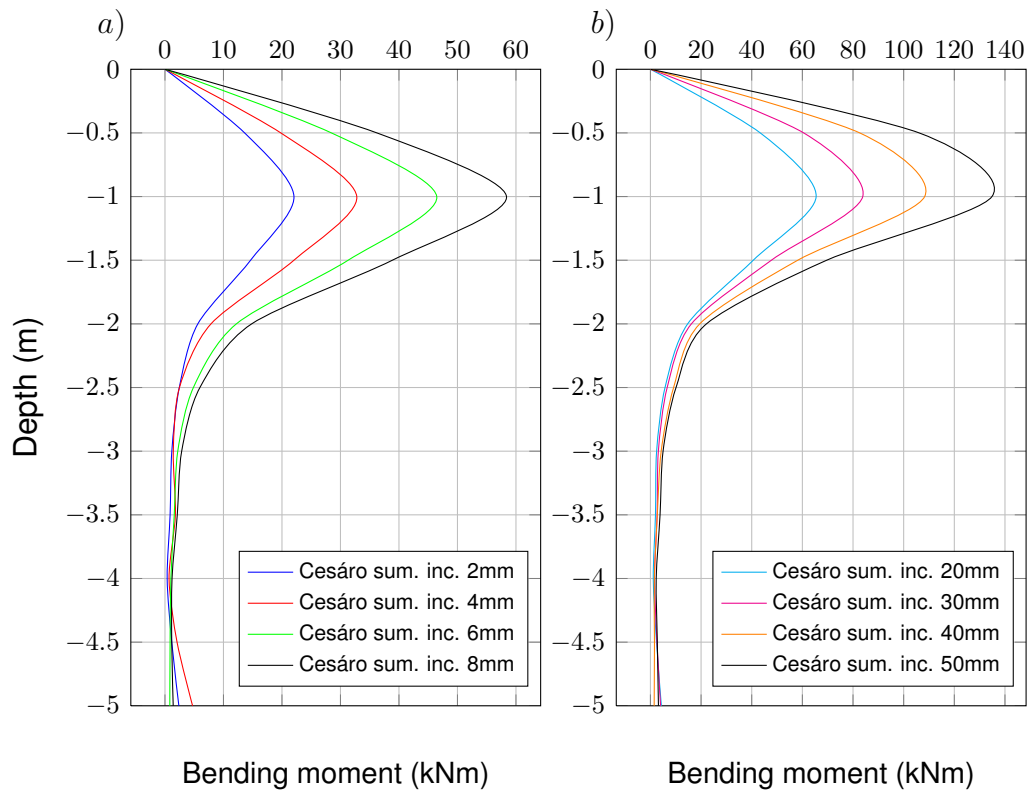 a)
0 10 20 30 40 50 60
0
−0.5
−1
−1.5
−2
−2.5
−3
−3.5
−4
−4.5
−5
Depth (m)
Cesáro sum. inc. 2mm
Cesáro sum. inc. 4mm
Cesáro sum. inc. 6mm
Cesáro sum. inc. 8mm
Bending moment (kNm)
b)
0 20 40 60 80 100 120 140
0
−0.5
−1
−1.5
−2
−2.5
−3
−3.5
−4
−4.5
−5
Cesáro sum. inc. 20mm
Cesáro sum. inc. 30mm
Cesáro sum. inc. 40mm
Cesáro sum. inc. 50mm
Bending moment (kNm)